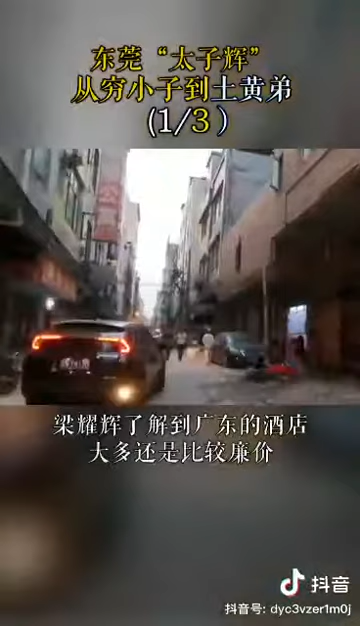 东莞“太子辉”
从穷小子到土黄弟
(1/3)
梁耀辉了解到广东的酒店
大多还是比较廉价
抖音
抖音号: dyc3vzer1m0j